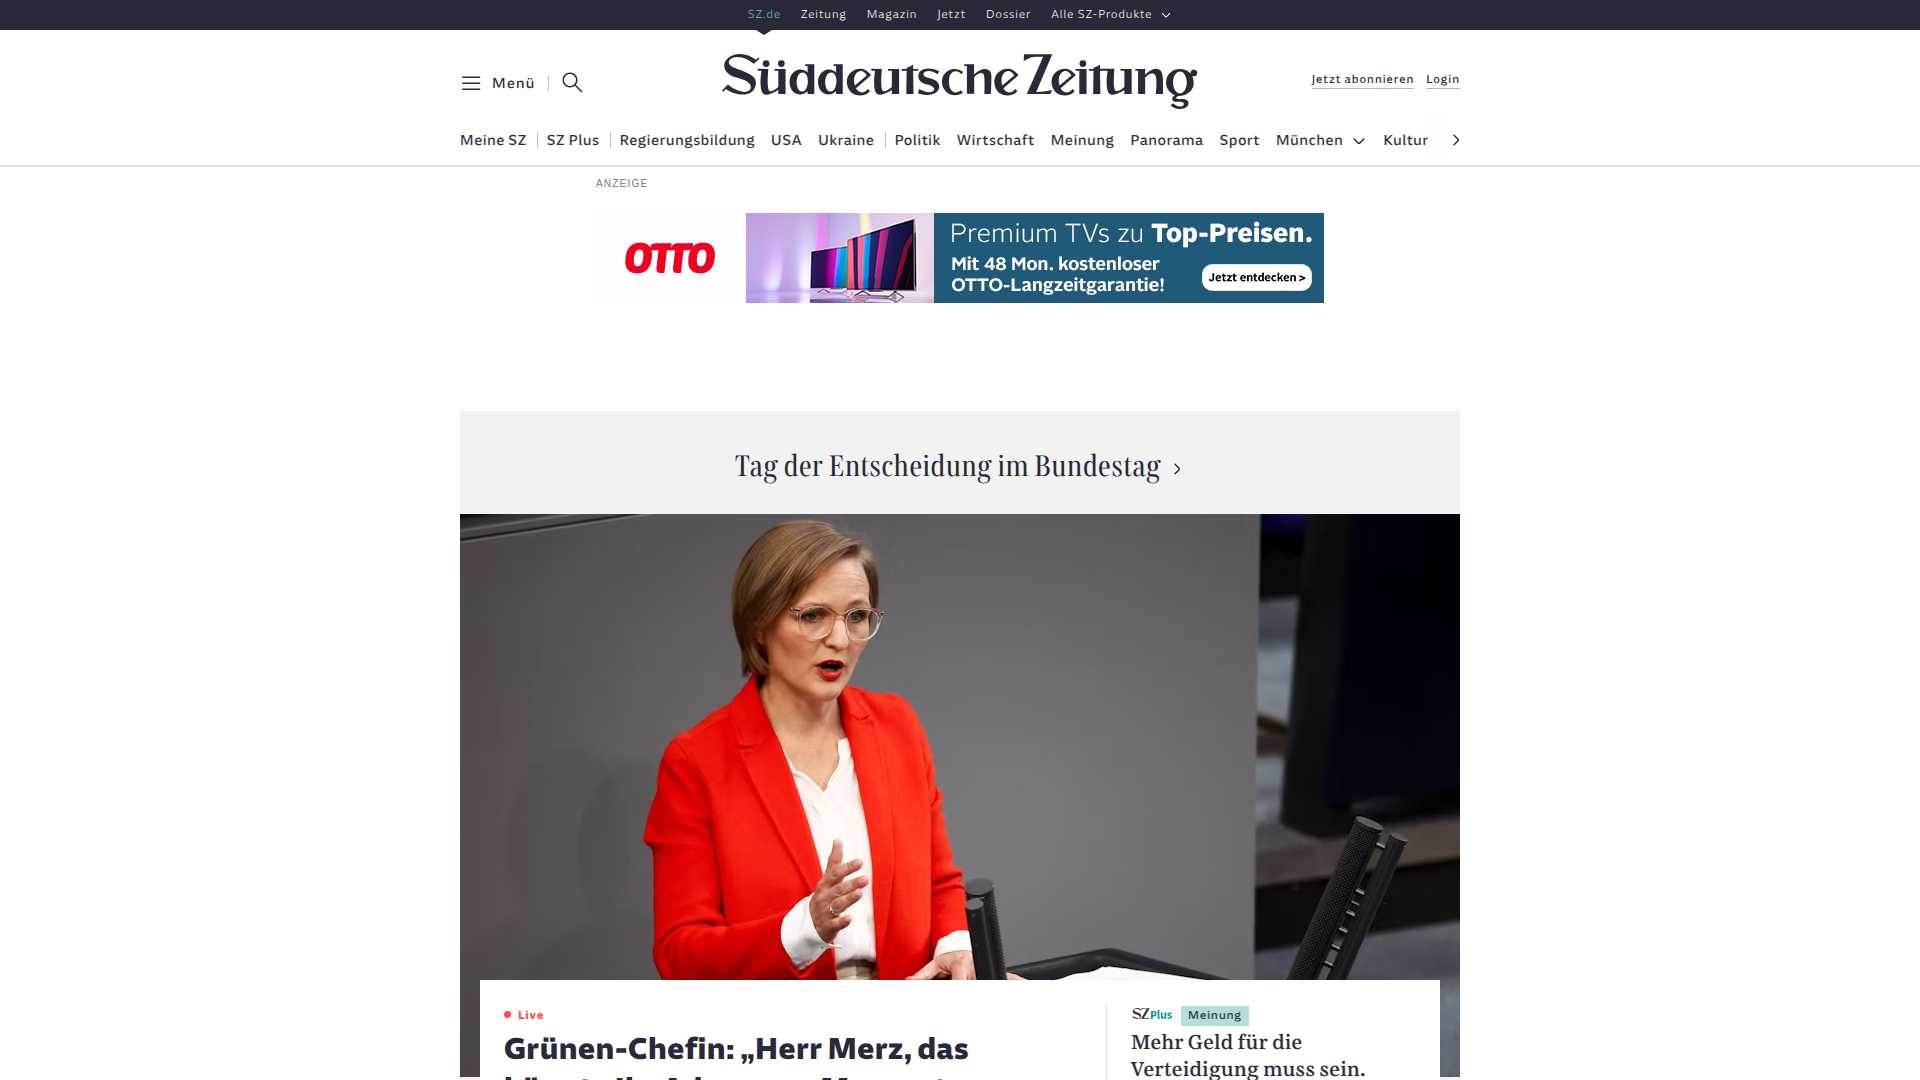 SZ.de Zeitung Magazin Jetzt Dossier Alle SZ-Produkte
Menü
Süddeutsche Zeitung
Jetzt abonnieren Login
Meine SZ SZ Plus Regierungsbildung USA Ukraine Politik Wirtschaft Meinung Panorama Sport München Kultur
ANZEIGE
OTTO
Premium TVs zu Top-Preisen.
Mit 48 Mon. kostenloser
OTTO-Langzeitgarantie!
Jetzt entdecken >
Tag der Entscheidung im Bundestag
Live
Grünen-Chefin: „Herr Merz, das
SZ Plus Meinung
Mehr Geld für die
Verteidigung muss sein.